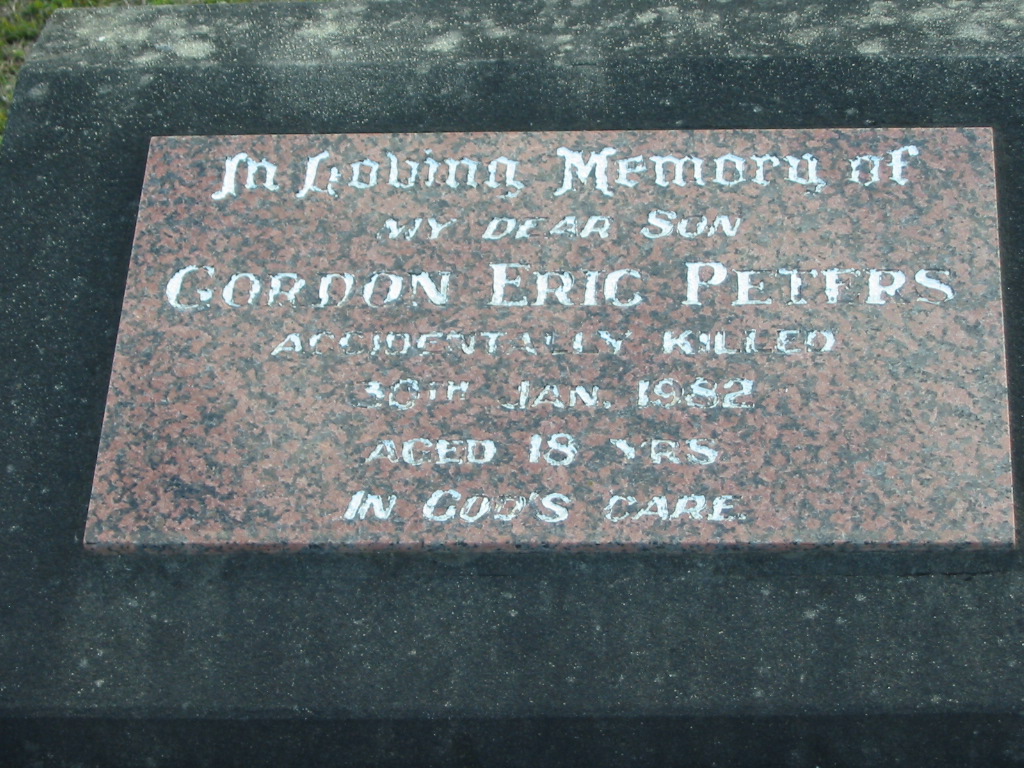 In Loving Memory of
MY DEAR SON
GORDON ERIC PETERS
ACCIDENTALLY KILLED
30TH JAN. 1982
AGED 18 YRS
IN GOD'S CARE.